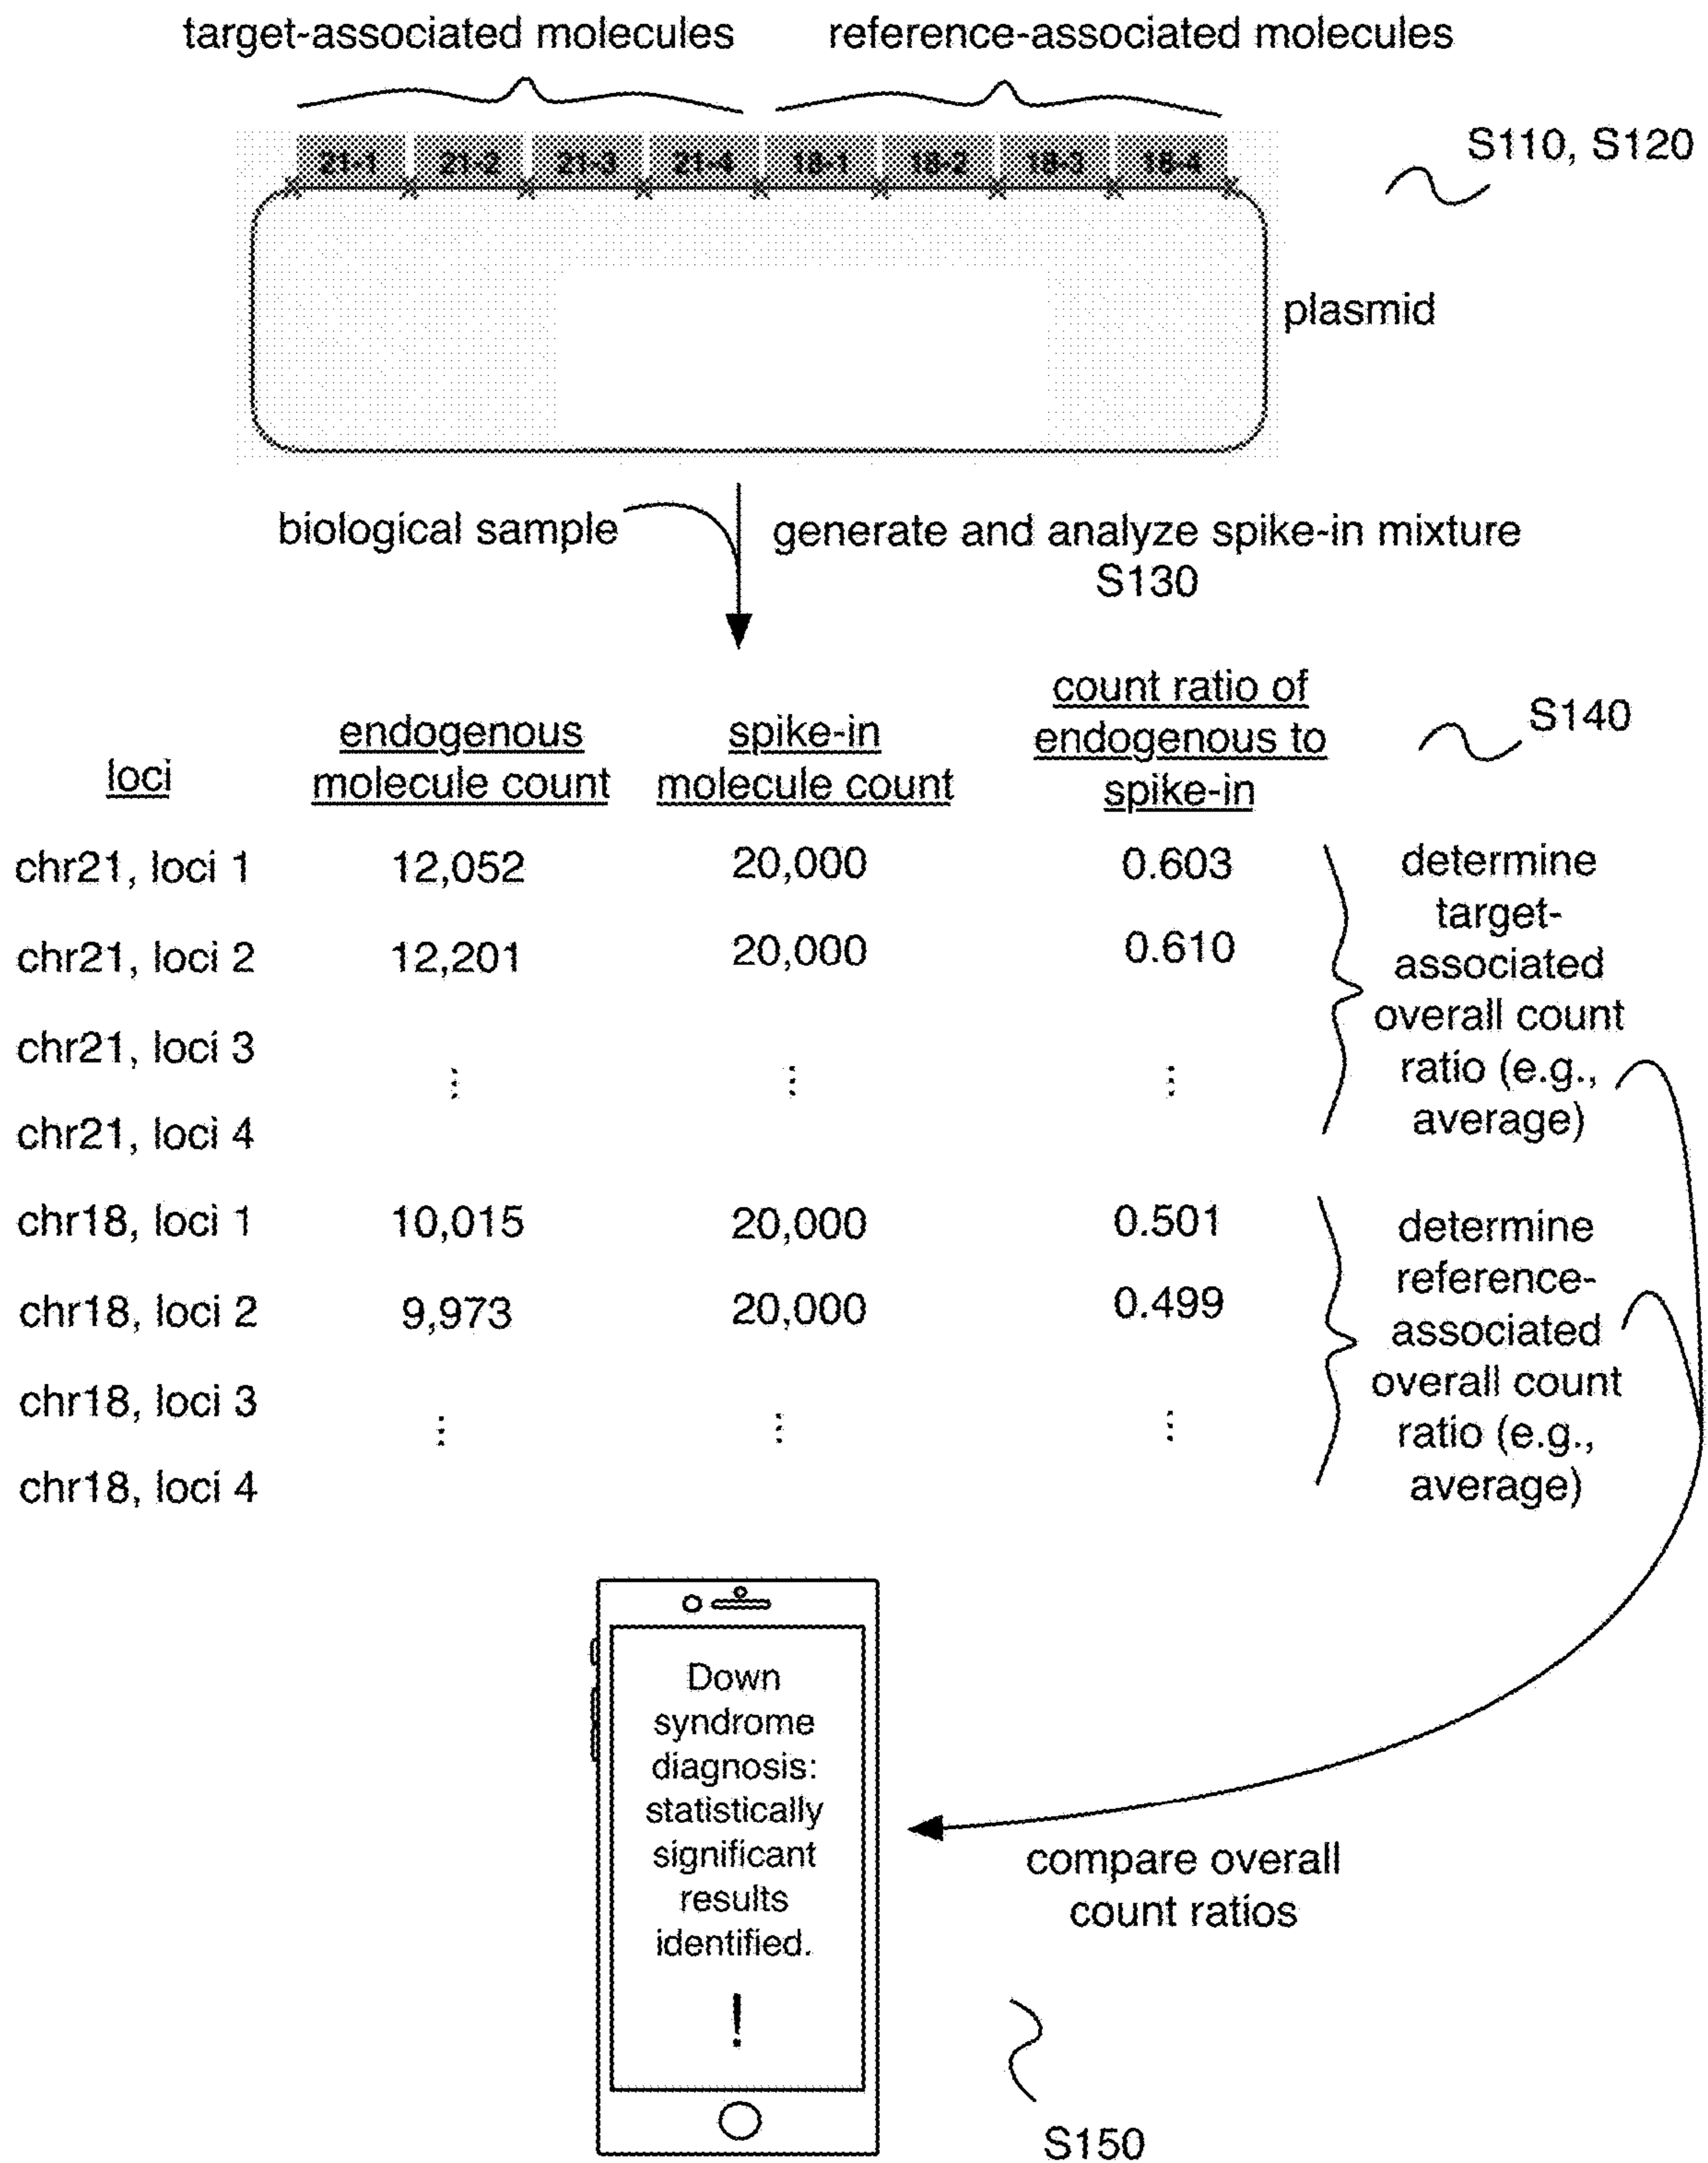 target-associated molecules
reference-associated molecules
21-1 21-2 21-3 21-4 18-1 18-2 18-3 18-4
S110, S120
plasmid
biological sample
generate and analyze spike-in mixture
S130
loci
endogenous
molecule count
spike-in
molecule count
count ratio of
endogenous to
spike-in
S140
chr21, loci 1 12,052 20,000 0.603
chr21, loci 2 12,201 20,000 0.610
chr21, loci 3
⋮ ⋮ ⋮
chr21, loci 4
determine
target-
associated
overall count
ratio (e.g.,
average)
chr18, loci 1 10,015 20,000 0.501
chr18, loci 2 9,973 20,000 0.499
chr18, loci 3
⋮ ⋮ ⋮
chr18, loci 4
determine
reference-
associated
overall count
ratio (e.g.,
average)
Down
syndrome
diagnosis:
statistically
significant
results
identified.
!
compare overall
count ratios
S150